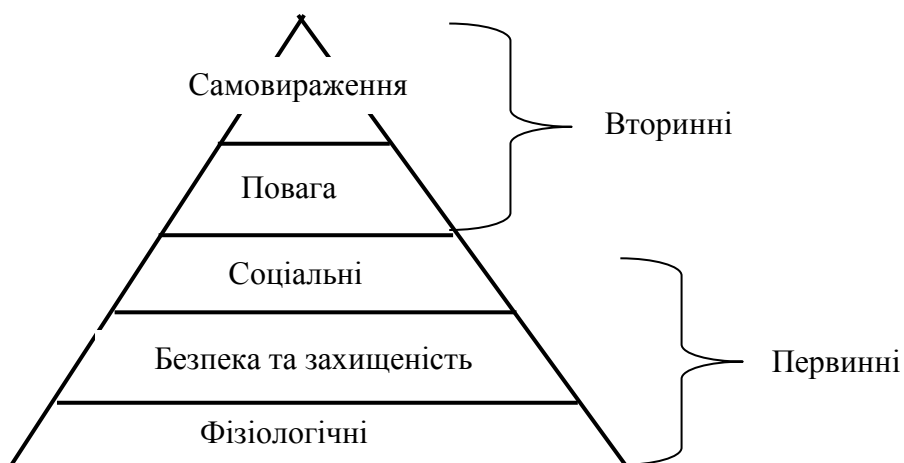 Самовираження
Вторинні
Повага
Соціальні
Безпека та захищеність
Первинні
Фізіологічні